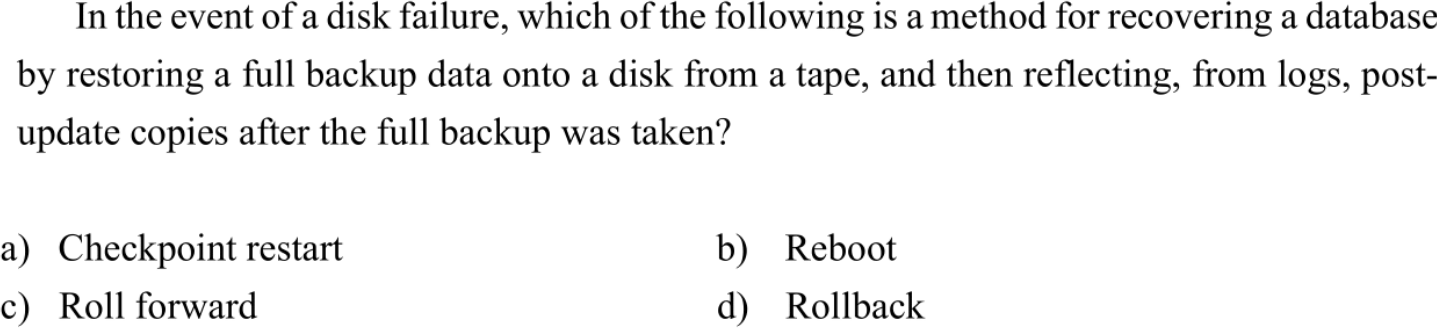 In the event of a disk failure, which of the following is a method for recovering a database
by restoring a full backup data onto a disk from a tape, and then reflecting, from logs, post-
update copies after the full backup was taken?
a) Checkpoint restart b) Reboot
c) Roll forward d) Rollback